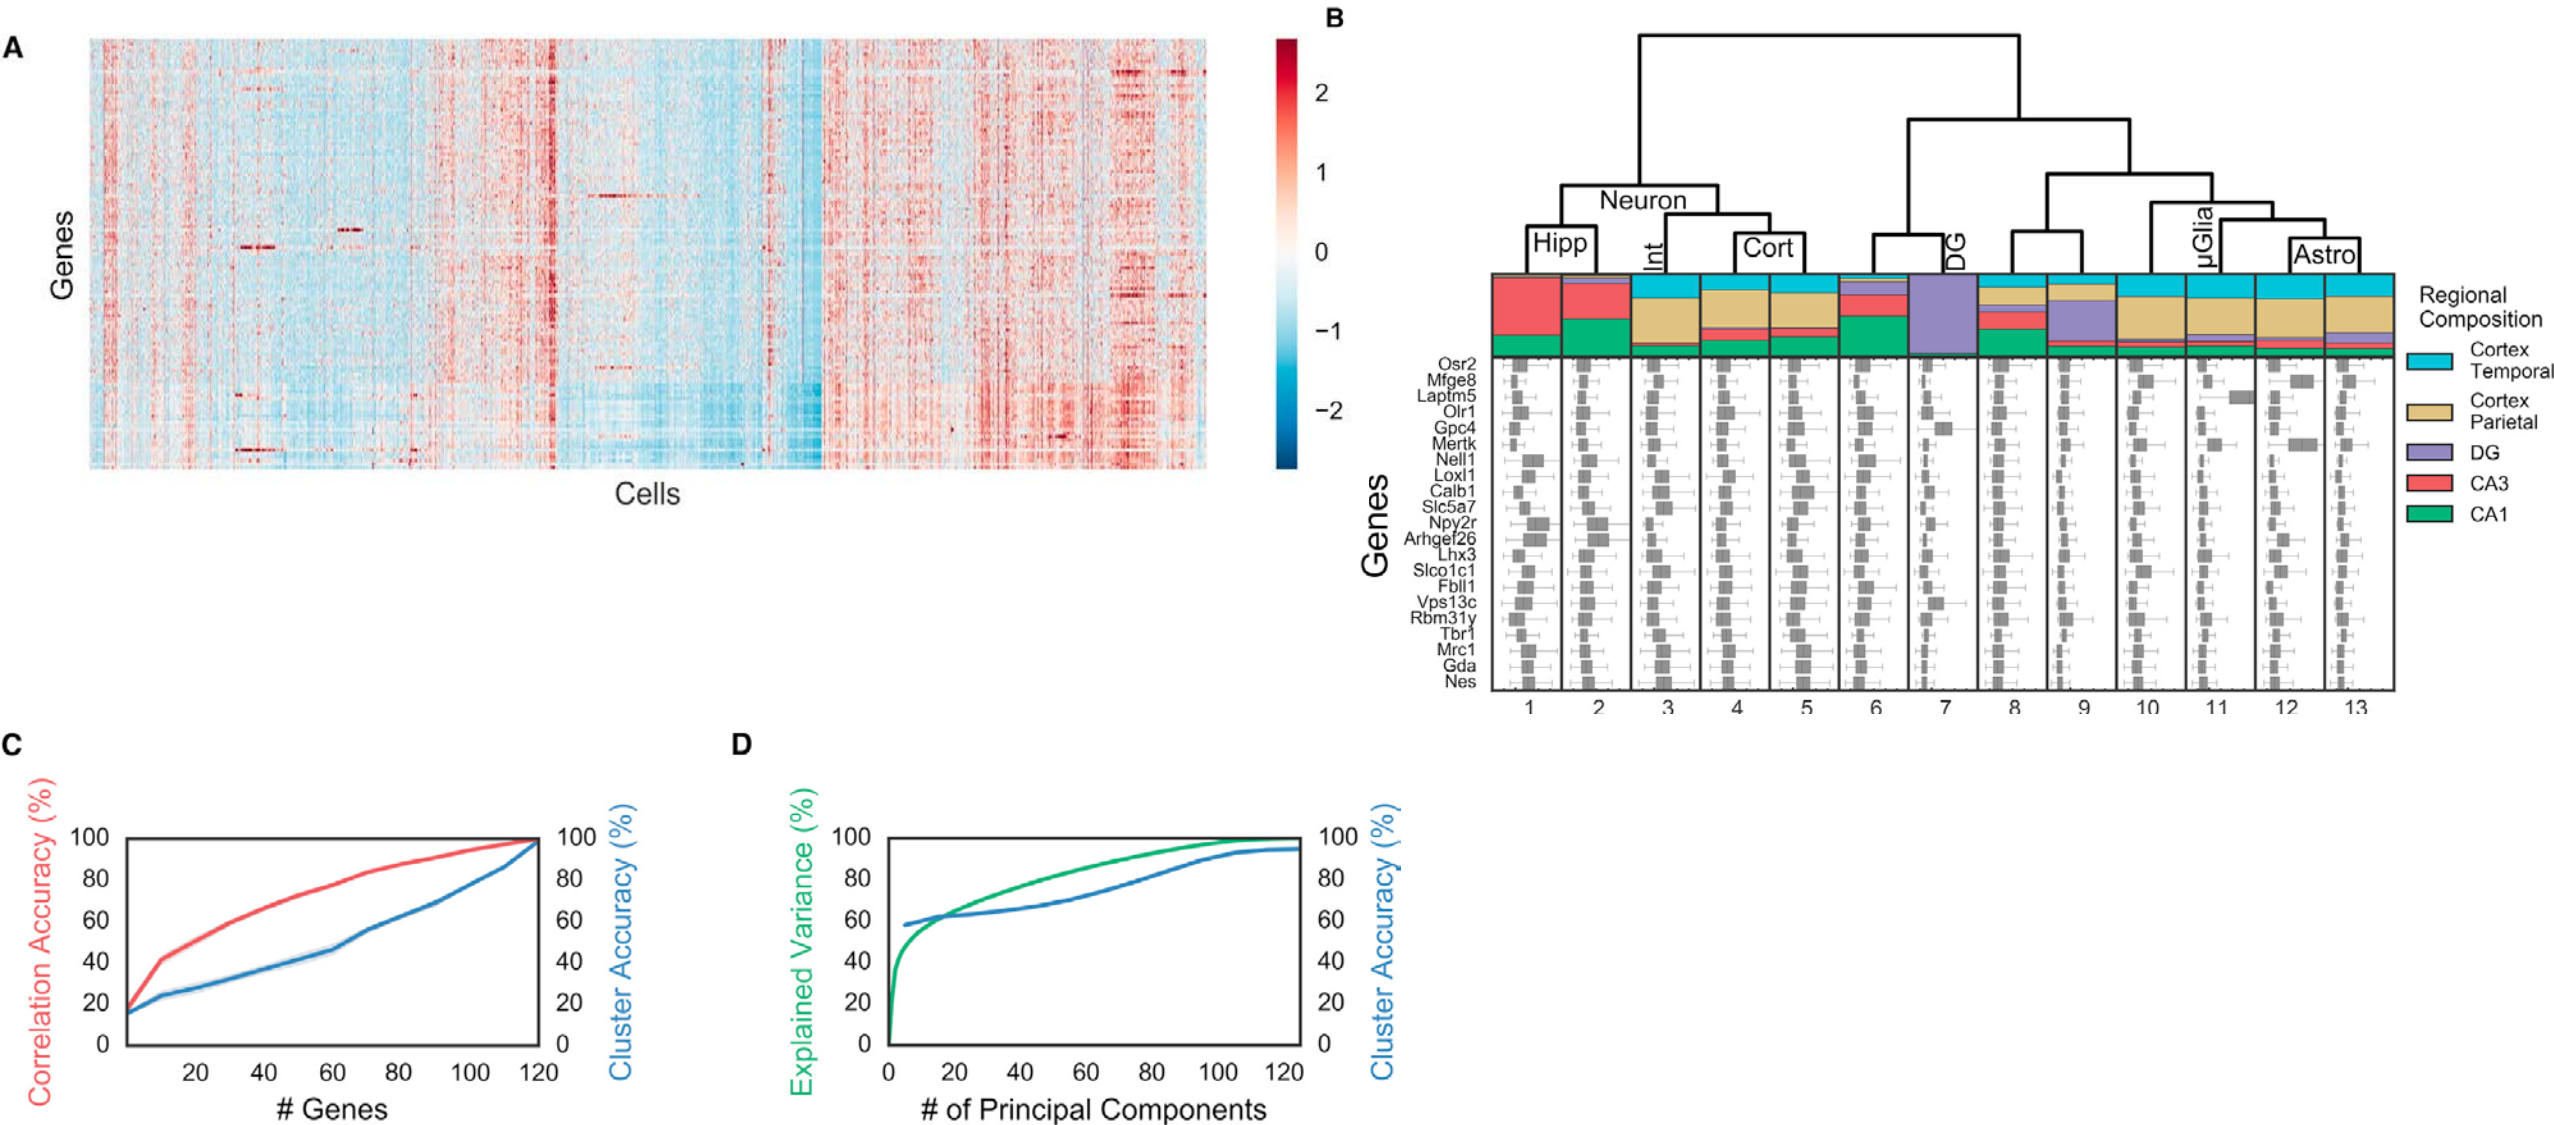 A
Genes
Cells
2
1
0
−1
−2
B
Neuron
Hipp
Int
Cort
DG
µGlia
Astro
Regional
Composition
Cortex
Temporal
Cortex
Parietal
DG
CA3
CA1
Genes
Osr2
Mfge8
Laptm5
Olr1
Gpc4
Mertk
Nell1
Loxl1
Calb1
Slc5a7
Npy2r
Arhgef26
Lhx3
Slco1c1
Fbll1
Vps13c
Rbm31y
Tbr1
Mrc1
Gda
Nes
1 2 3 4 5 6 7 8 9 10 11 12 13
C
Correlation Accuracy (%)
100
80
60
40
20
0
100
80
60
40
20
0
Cluster Accuracy (%)
20 40 60 80 100 120
# Genes
D
Explained Variance (%)
100
80
60
40
20
0
100
80
60
40
20
0
Cluster Accuracy (%)
0 20 40 60 80 100 120
# of Principal Components